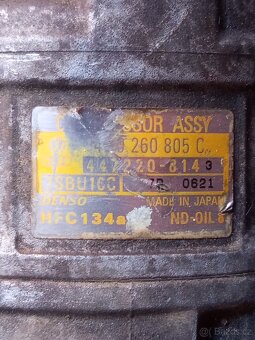 SSOR ASSY
260 805 C
447220-8143
SBU16C 0621
DENSO MADE IN JAPAN
HFC134a ND-OIL 8